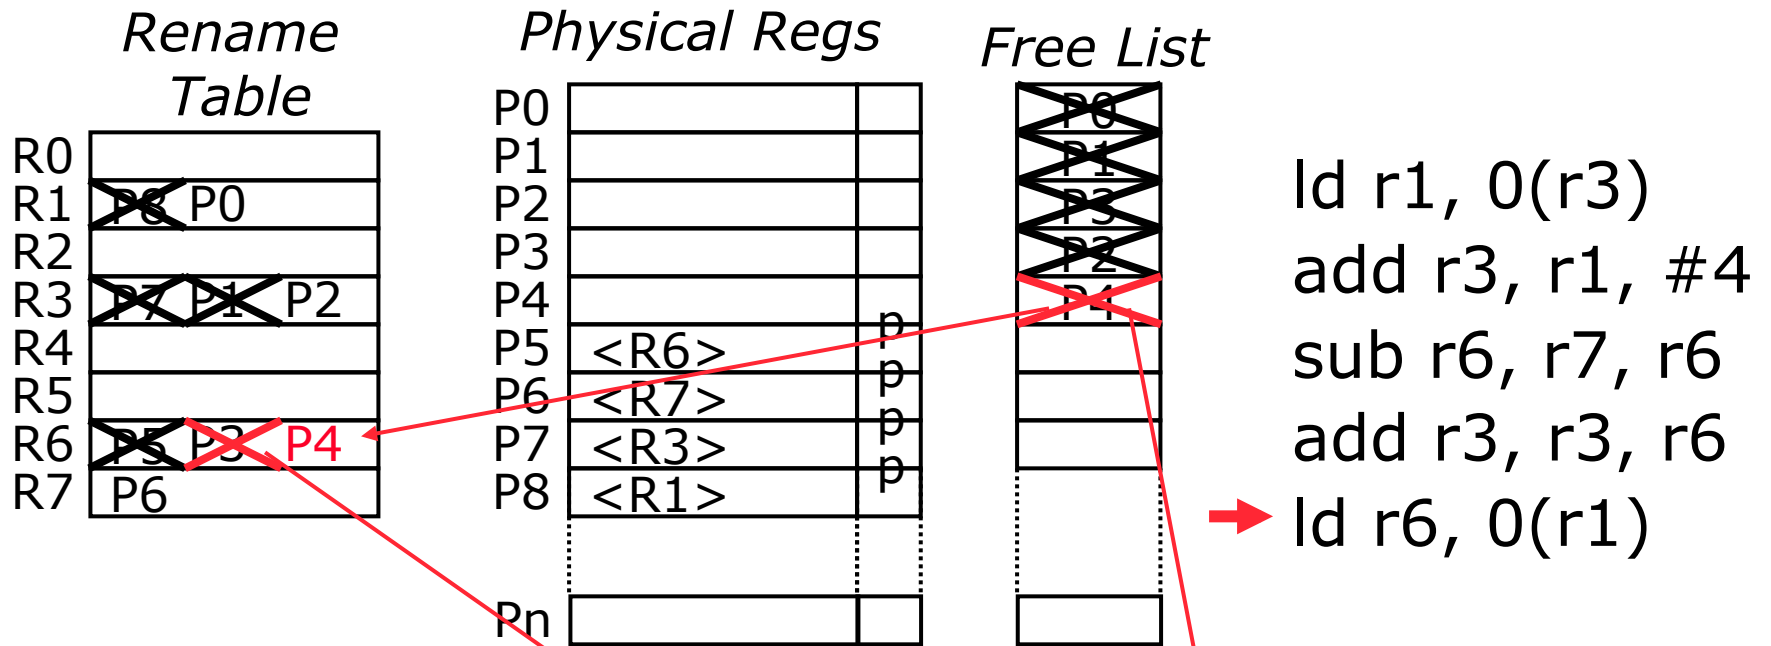 Rename
Table
R0
R1 P8 P0
R2
R3 P7 P1 P2
R4
R5
R6 P5 P3 P4
R7 P6
Physical Regs
P0
P1
P2
P3
P4
P5 <R6> p
P6 <R7> p
P7 <R3> p
P8 <R1> p
Pn
Free List
P0
P1
P3
P2
P4
ld r1, 0(r3)
add r3, r1, #4
sub r6, r7, r6
add r3, r3, r6
ld r6, 0(r1)